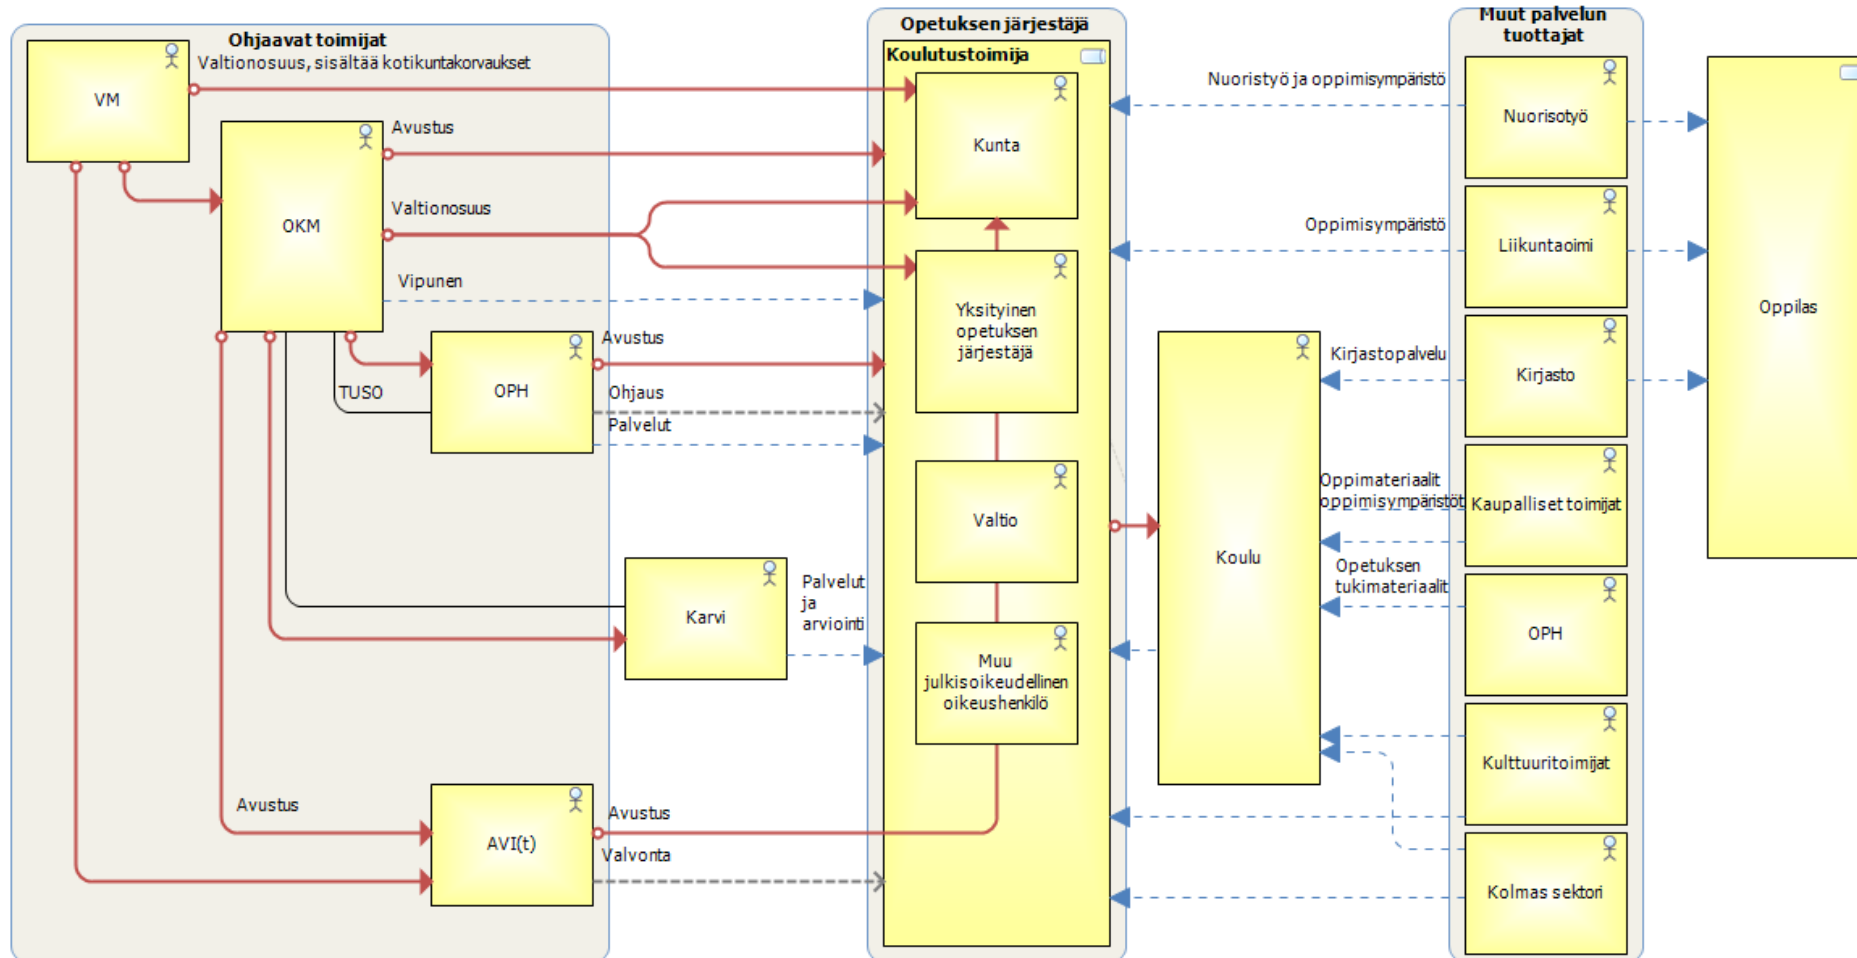 Ohjaavat toimijat
VM
Valtionosuus, sisältää kotikuntakorvaukset
OKM
Avustus
Valtionosuus
Vipunen
TUSO
OPH
Avustus
Ohjaus
Palvelut
Karvi
Palvelut
ja
arviointi
Avustus
AVI(t)
Avustus
Valvonta
Opetuksen järjestäjä
Koulutustoimija
Kunta
Yksityinen
opetuksen
järjestäjä
Valtio
Muu
julkisoikeudellinen
oikeushenkilö
Koulu
Muut palvelun
tuottajat
Nuoristyö ja oppimisympäristö
Nuorisotyö
Oppimisympäristö
Liikuntaoimi
Kirjastopalvelu
Kirjasto
Oppimateriaalit
oppimisympäristöt
Kaupalliset toimijat
Opetuksen
tukimateriaalit
OPH
Kulttuuritoimijat
Kolmas sektori
Oppilas